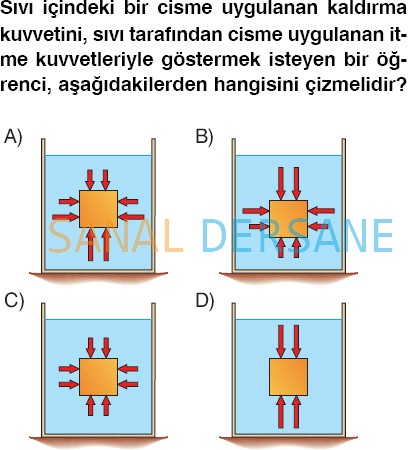 Sıvı içindeki bir cisme uygulanan kaldırma
kuvvetini, sıvı tarafından cisme uygulanan it-
me kuvvetleriyle göstermek isteyen bir öğ-
renci, aşağıdakilerden hangisini çizmelidir?
A)
B)
SANAL DERSANE
C)
D)